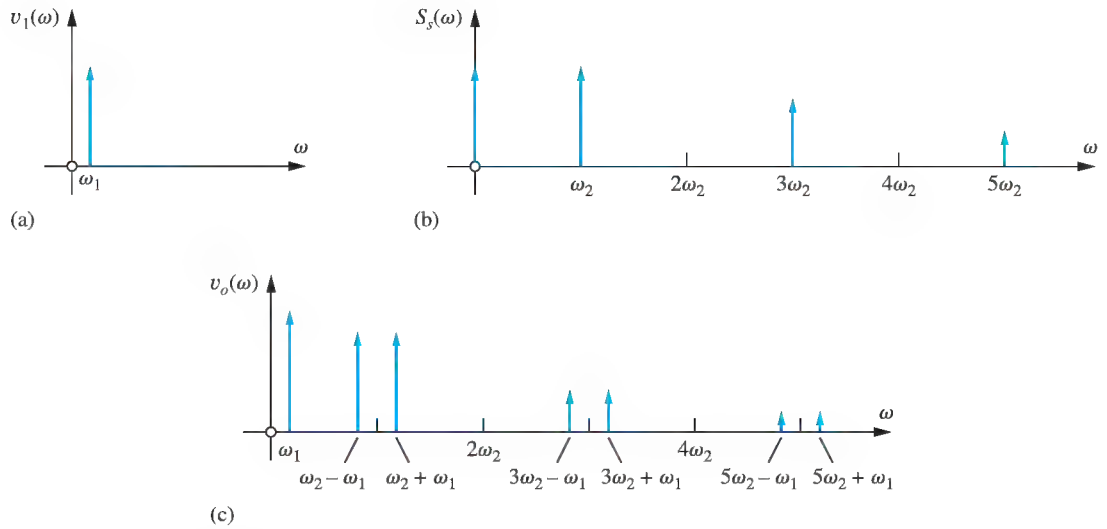 v₁(ω)
ω
ω₁
(a)
Sₛ(ω)
ω
ω₂
2ω₂
3ω₂
4ω₂
5ω₂
(b)
vₒ(ω)
ω
ω₁
2ω₂
4ω₂
ω₂ – ω₁
ω₂ + ω₁
3ω₂ – ω₁
3ω₂ + ω₁
5ω₂ – ω₁
5ω₂ + ω₁
(c)